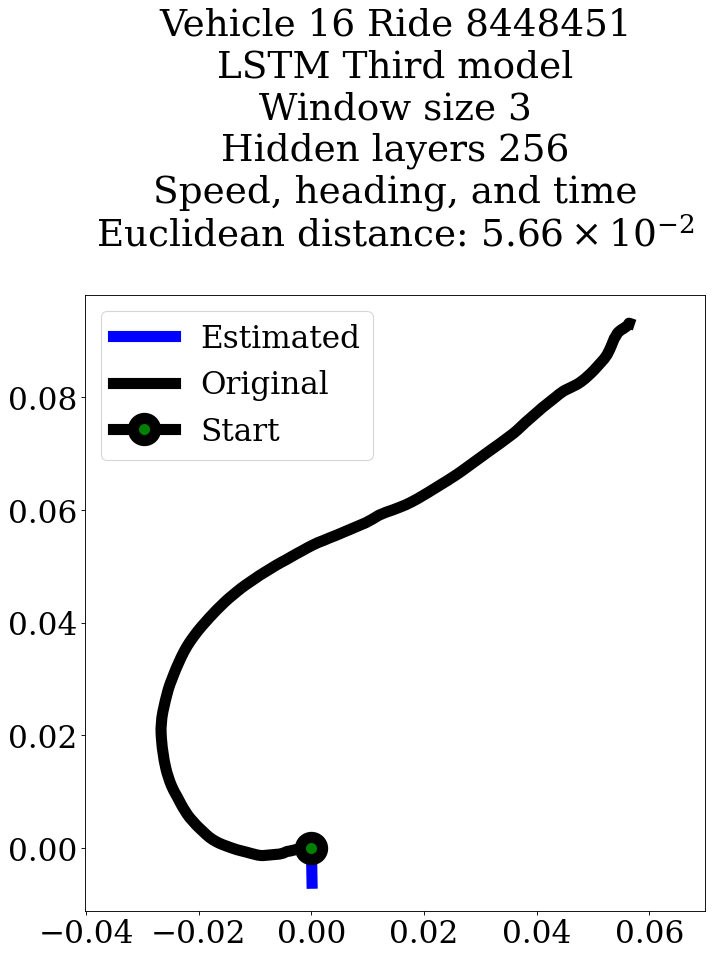 Vehicle 16 Ride 8448451
LSTM Third model
Window size 3
Hidden layers 256
Speed, heading, and time
Euclidean distance: 5.66 × 10⁻²
Estimated
Original
Start
0.08
0.06
0.04
0.02
0.00
−0.04 −0.02 0.00 0.02 0.04 0.06